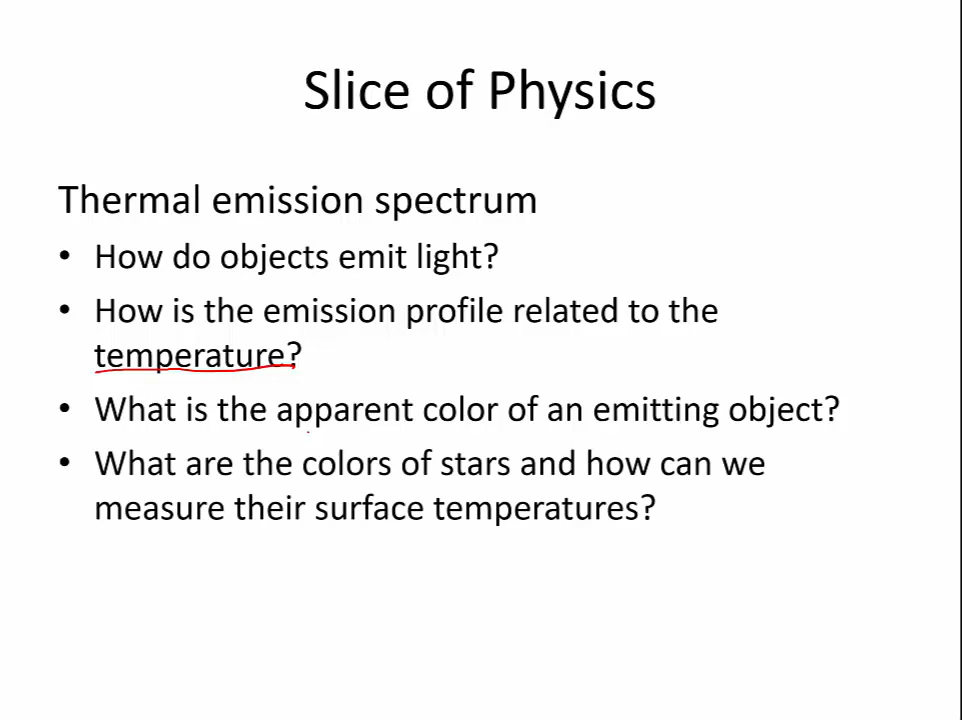 Slice of Physics
Thermal emission spectrum
• How do objects emit light?
• How is the emission profile related to the
temperature?
• What is the apparent color of an emitting object?
• What are the colors of stars and how can we
measure their surface temperatures?